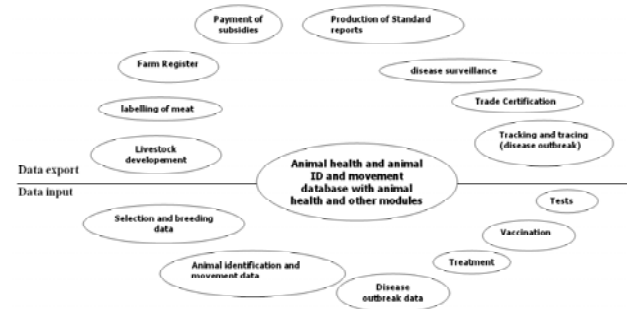 Payment of
subsidies
Production of Standard
reports
Farm Register
disease surveillance
labelling of meat
Trade Certification
Livestock
developement
Tracking and tracing
(disease outbreak)
Animal health and animal
ID and movement
database with animal
health and other modules
Data export
Data input
Selection and breeding
data
Tests
Vaccination
Animal identification and
movement data
Treatment
Disease
outbreak data